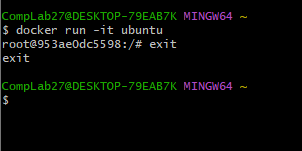 CompLab27@DESKTOP-79EAB7K MINGW64 ~
$ docker run -it ubuntu
root@953ae0dc5598:/# exit
exit
CompLab27@DESKTOP-79EAB7K MINGW64 ~
$